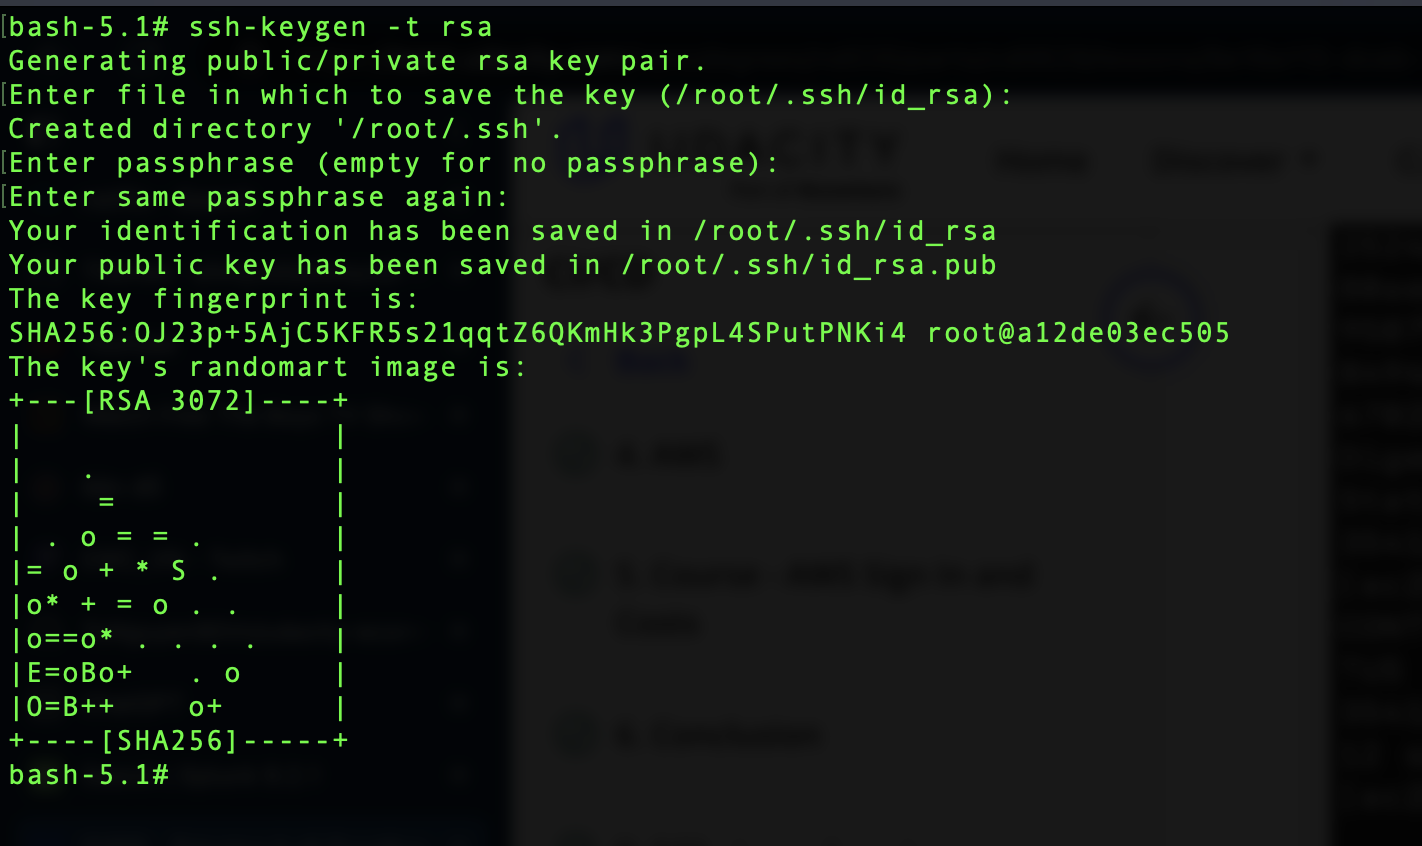 bash-5.1# ssh-keygen -t rsa
Generating public/private rsa key pair.
Enter file in which to save the key (/root/.ssh/id_rsa):
Created directory '/root/.ssh'.
Enter passphrase (empty for no passphrase):
Enter same passphrase again:
Your identification has been saved in /root/.ssh/id_rsa
Your public key has been saved in /root/.ssh/id_rsa.pub
The key fingerprint is:
SHA256:OJ23p+5AjC5KFR5s21qqtZ6QKmHk3PgpL4SPutPNKi4 root@a12de03ec505
The key's randomart image is:
+---[RSA 3072]----+
|                 |
|    .            |
|     =           |
| . o = = .       |
|= o + * S .      |
|o* + = o . .     |
|o==o* . . . .    |
|E=oBo+   . o     |
|O=B++    o+      |
+----[SHA256]-----+
bash-5.1#